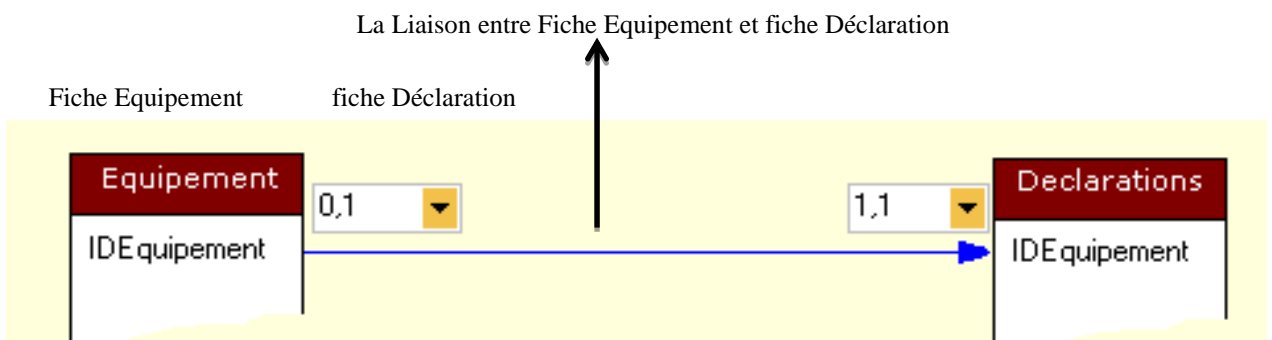 La Liaison entre Fiche Equipement et fiche Déclaration
Fiche Equipement fiche Déclaration
Equipement
0,1
1,1
Declarations
IDEquipement
IDEquipement